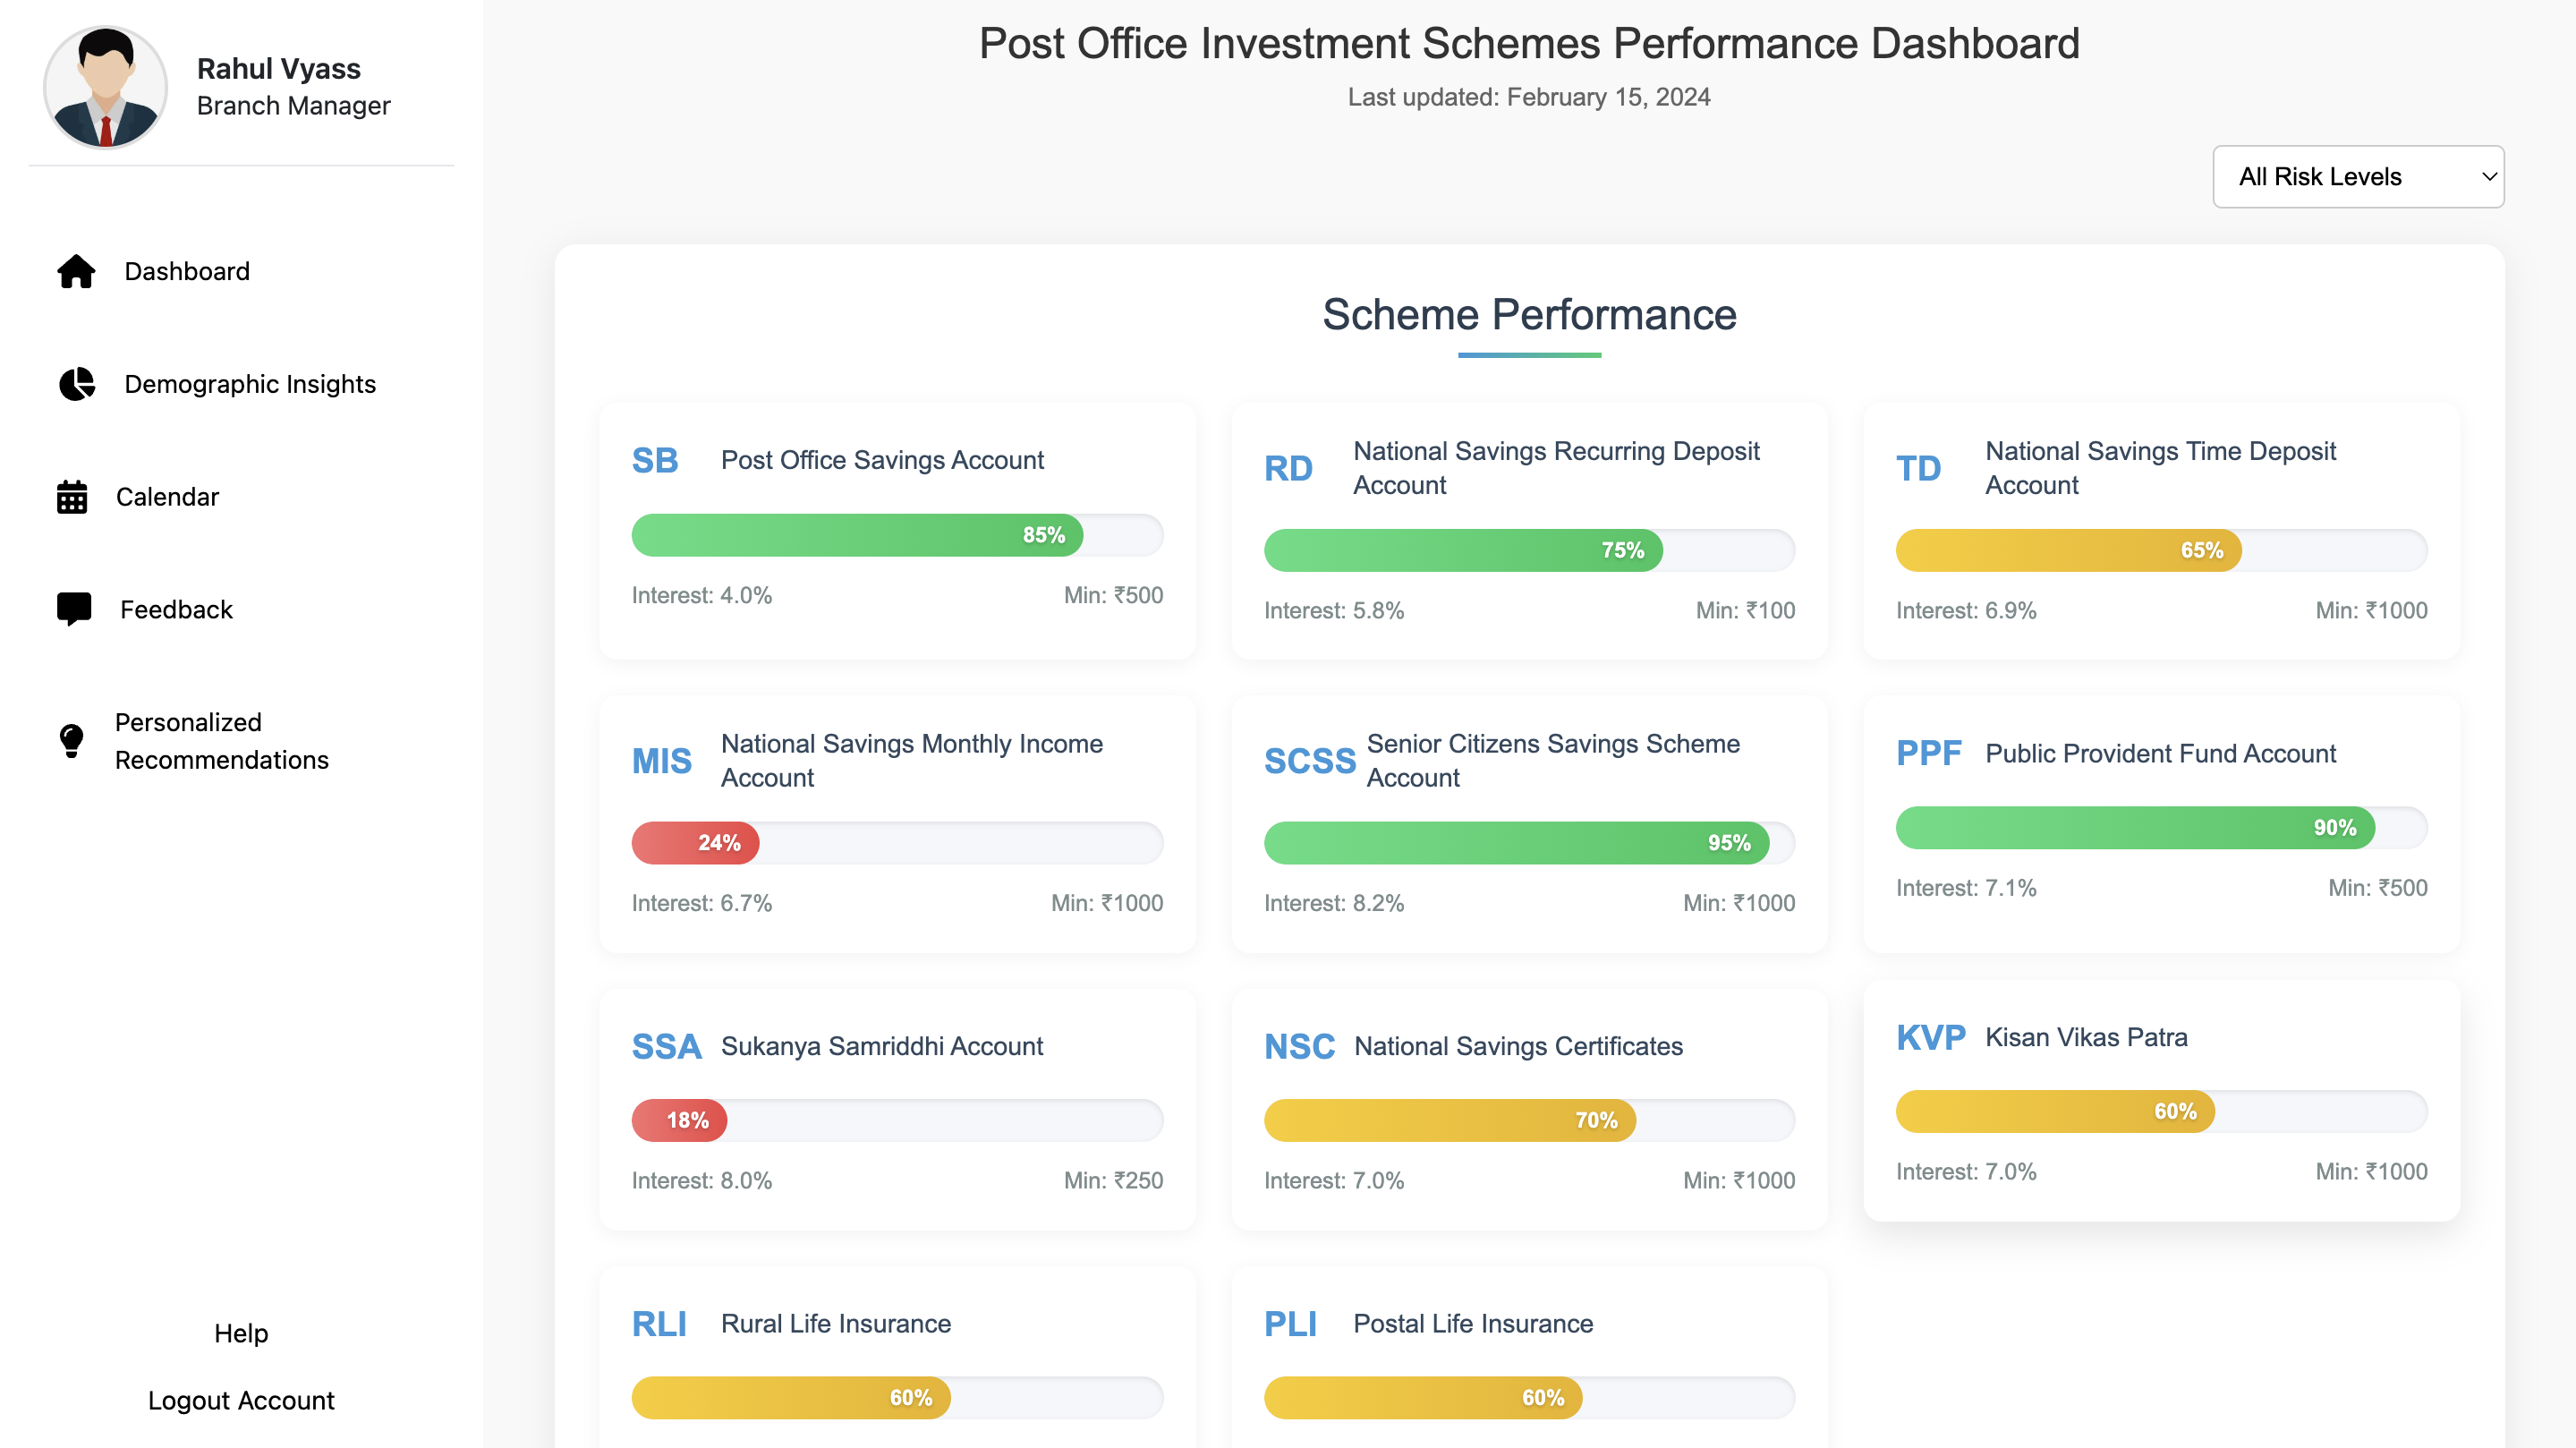 Rahul Vyass
Branch Manager
Dashboard
Demographic Insights
Calendar
Feedback
Personalized
Recommendations
Help
Logout Account
Post Office Investment Schemes Performance Dashboard
Last updated: February 15, 2024
All Risk Levels
Scheme Performance
SB Post Office Savings Account
85%
Interest: 4.0% Min: ₹500
RD National Savings Recurring Deposit
Account
75%
Interest: 5.8% Min: ₹100
TD National Savings Time Deposit
Account
65%
Interest: 6.9% Min: ₹1000
MIS National Savings Monthly Income
Account
24%
Interest: 6.7% Min: ₹1000
SCSS Senior Citizens Savings Scheme
Account
95%
Interest: 8.2% Min: ₹1000
PPF Public Provident Fund Account
90%
Interest: 7.1% Min: ₹500
SSA Sukanya Samriddhi Account
18%
Interest: 8.0% Min: ₹250
NSC National Savings Certificates
70%
Interest: 7.0% Min: ₹1000
KVP Kisan Vikas Patra
60%
Interest: 7.0% Min: ₹1000
RLI Rural Life Insurance
60%
PLI Postal Life Insurance
60%